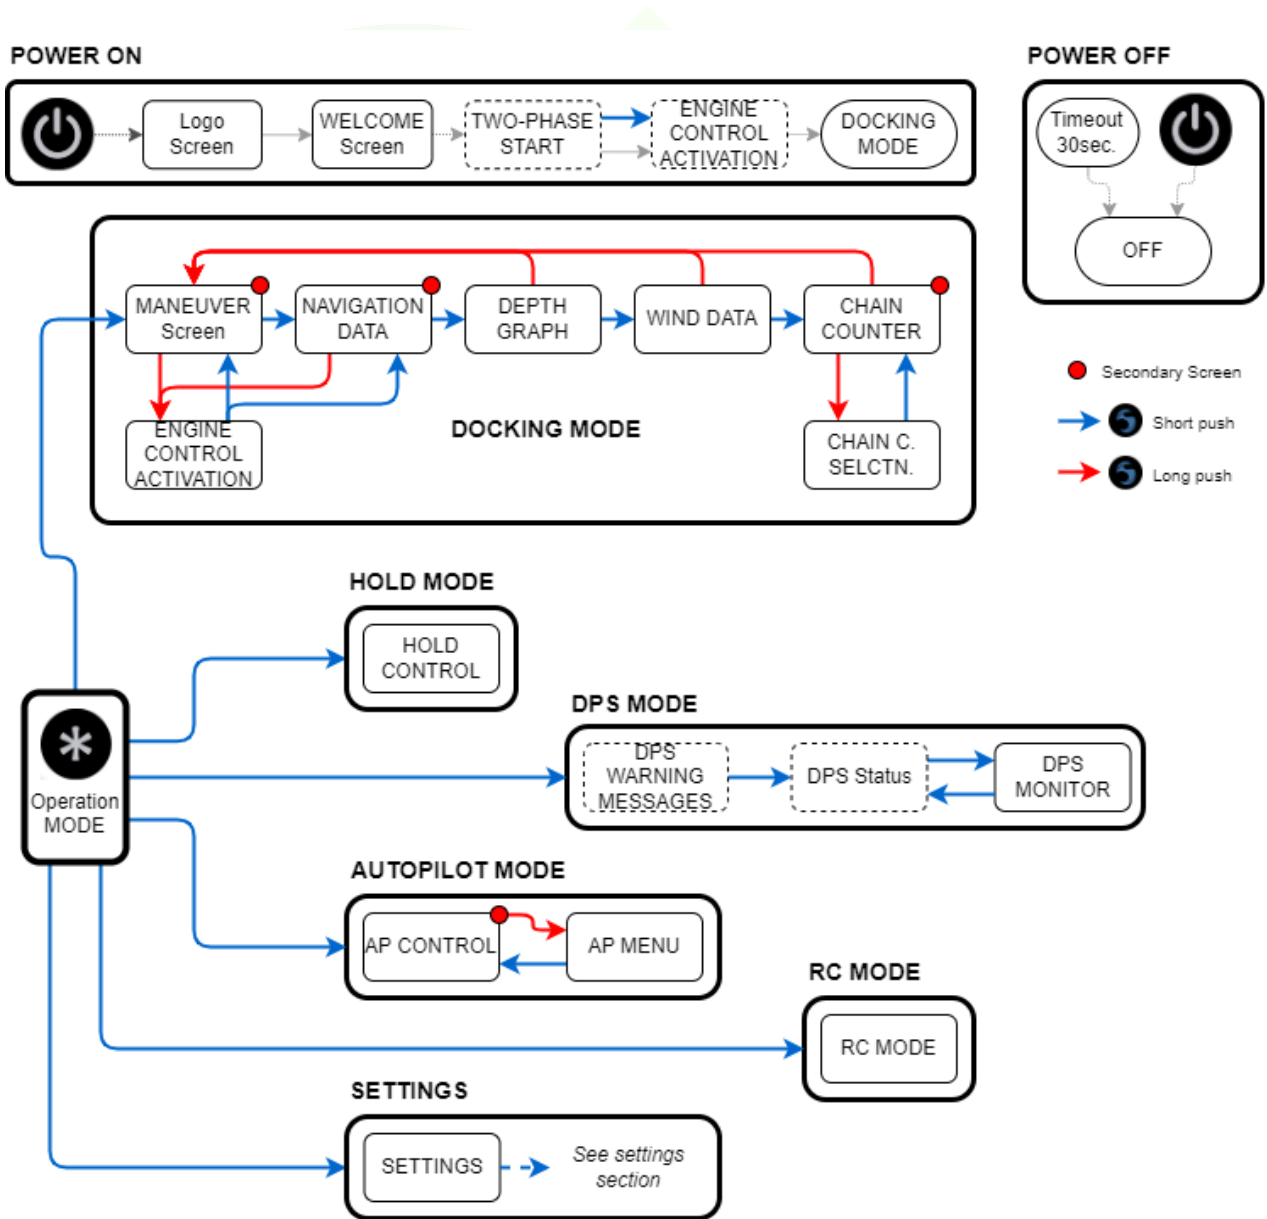 POWER ON
POWER OFF
Logo
Screen
WELCOME
Screen
TWO-PHASE
START
ENGINE
CONTROL
ACTIVATION
DOCKING
MODE
Timeout
30sec.
OFF
MANEUVER
Screen
NAVIGATION
DATA
DEPTH
GRAPH
WIND DATA
CHAIN
COUNTER
ENGINE
CONTROL
ACTIVATION
DOCKING MODE
CHAIN C.
SELCTN.
Secondary Screen
Short push
Long push
HOLD MODE
HOLD
CONTROL
DPS MODE
DPS
WARNING
MESSAGES
DPS Status
DPS
MONITOR
Operation
MODE
AUTOPILOT MODE
AP CONTROL
AP MENU
RC MODE
RC MODE
SETTINGS
SETTINGS
See settings
section